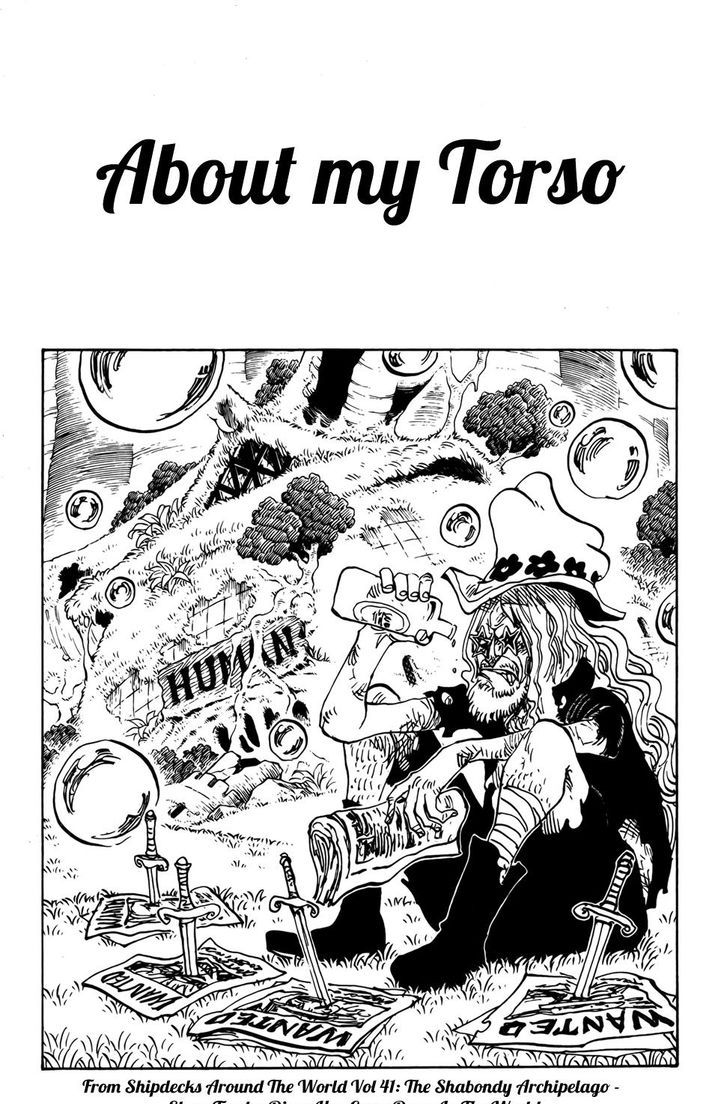 About my Torso
HUMAN
WANTED
WANTED
WANTED
From Shipdecks Around The World Vol 41: The Shabondy Archipelago -